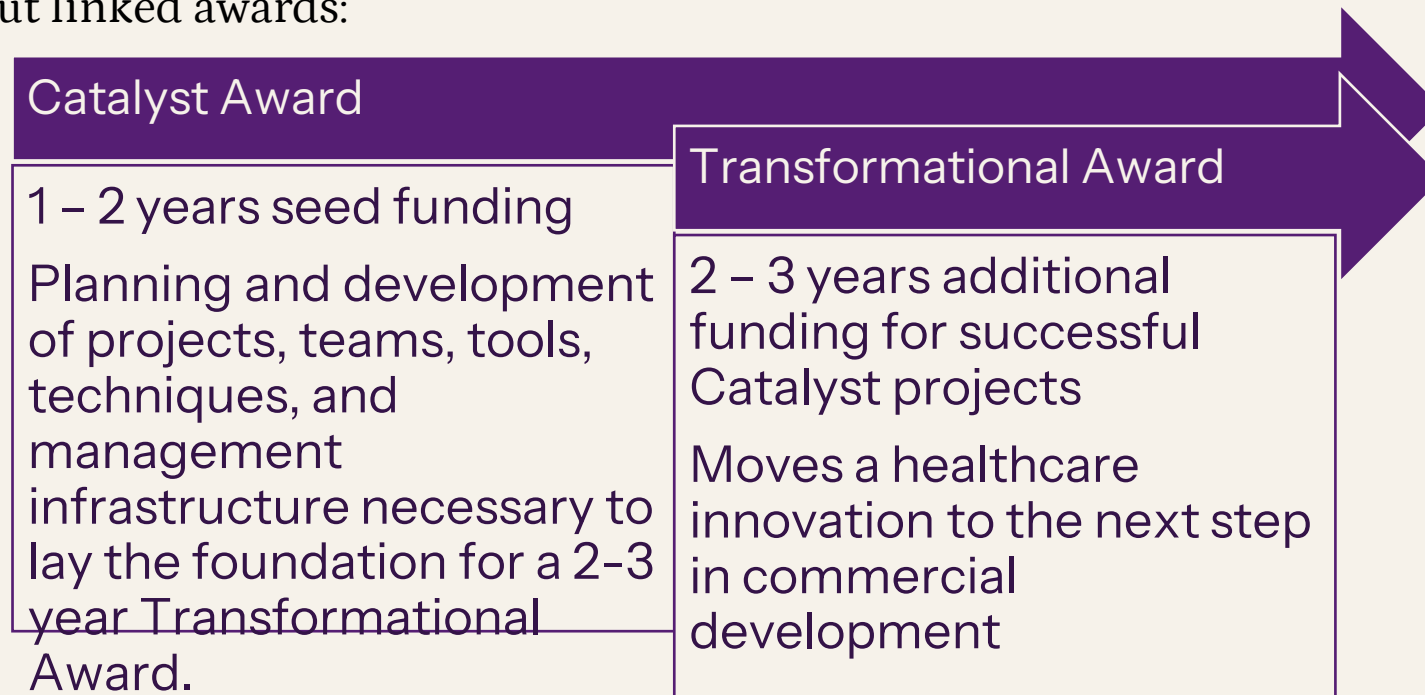 ut linked awards:
Catalyst Award
1 – 2 years seed funding
Planning and development
of projects, teams, tools,
techniques, and
management
infrastructure necessary to
lay the foundation for a 2-3
year Transformational
Award.
Transformational Award
2 – 3 years additional
funding for successful
Catalyst projects
Moves a healthcare
innovation to the next step
in commercial
development